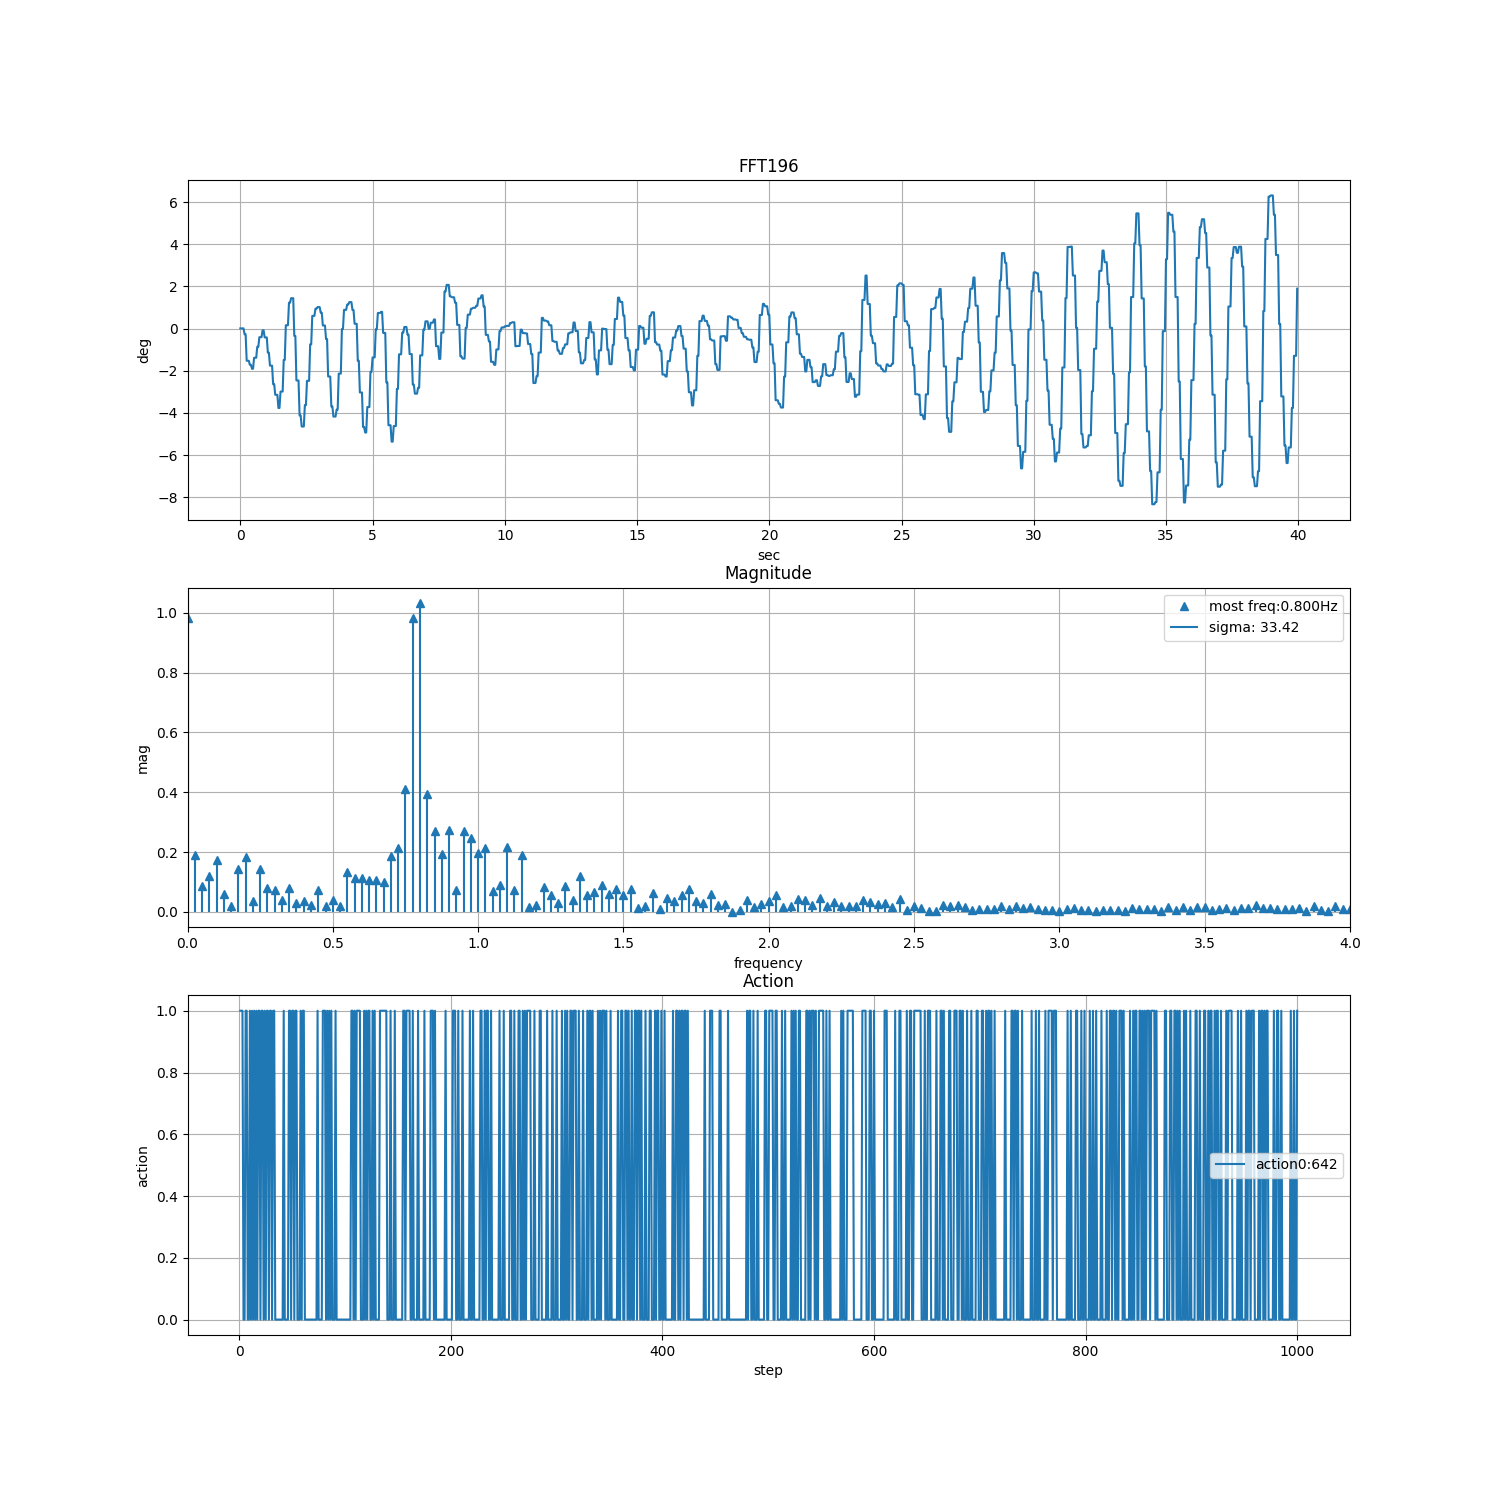 FFT196
6
4
2
0
−2
−4
−6
−8
deg
0 5 10 15 20 25 30 35 40
sec
Magnitude
1.0
0.8
0.6
0.4
0.2
0.0
mag
most freq:0.800Hz
sigma: 33.42
0.0 0.5 1.0 1.5 2.0 2.5 3.0 3.5 4.0
frequency
Action
1.0
0.8
0.6
0.4
0.2
0.0
action
action0:642
0 200 400 600 800 1000
step